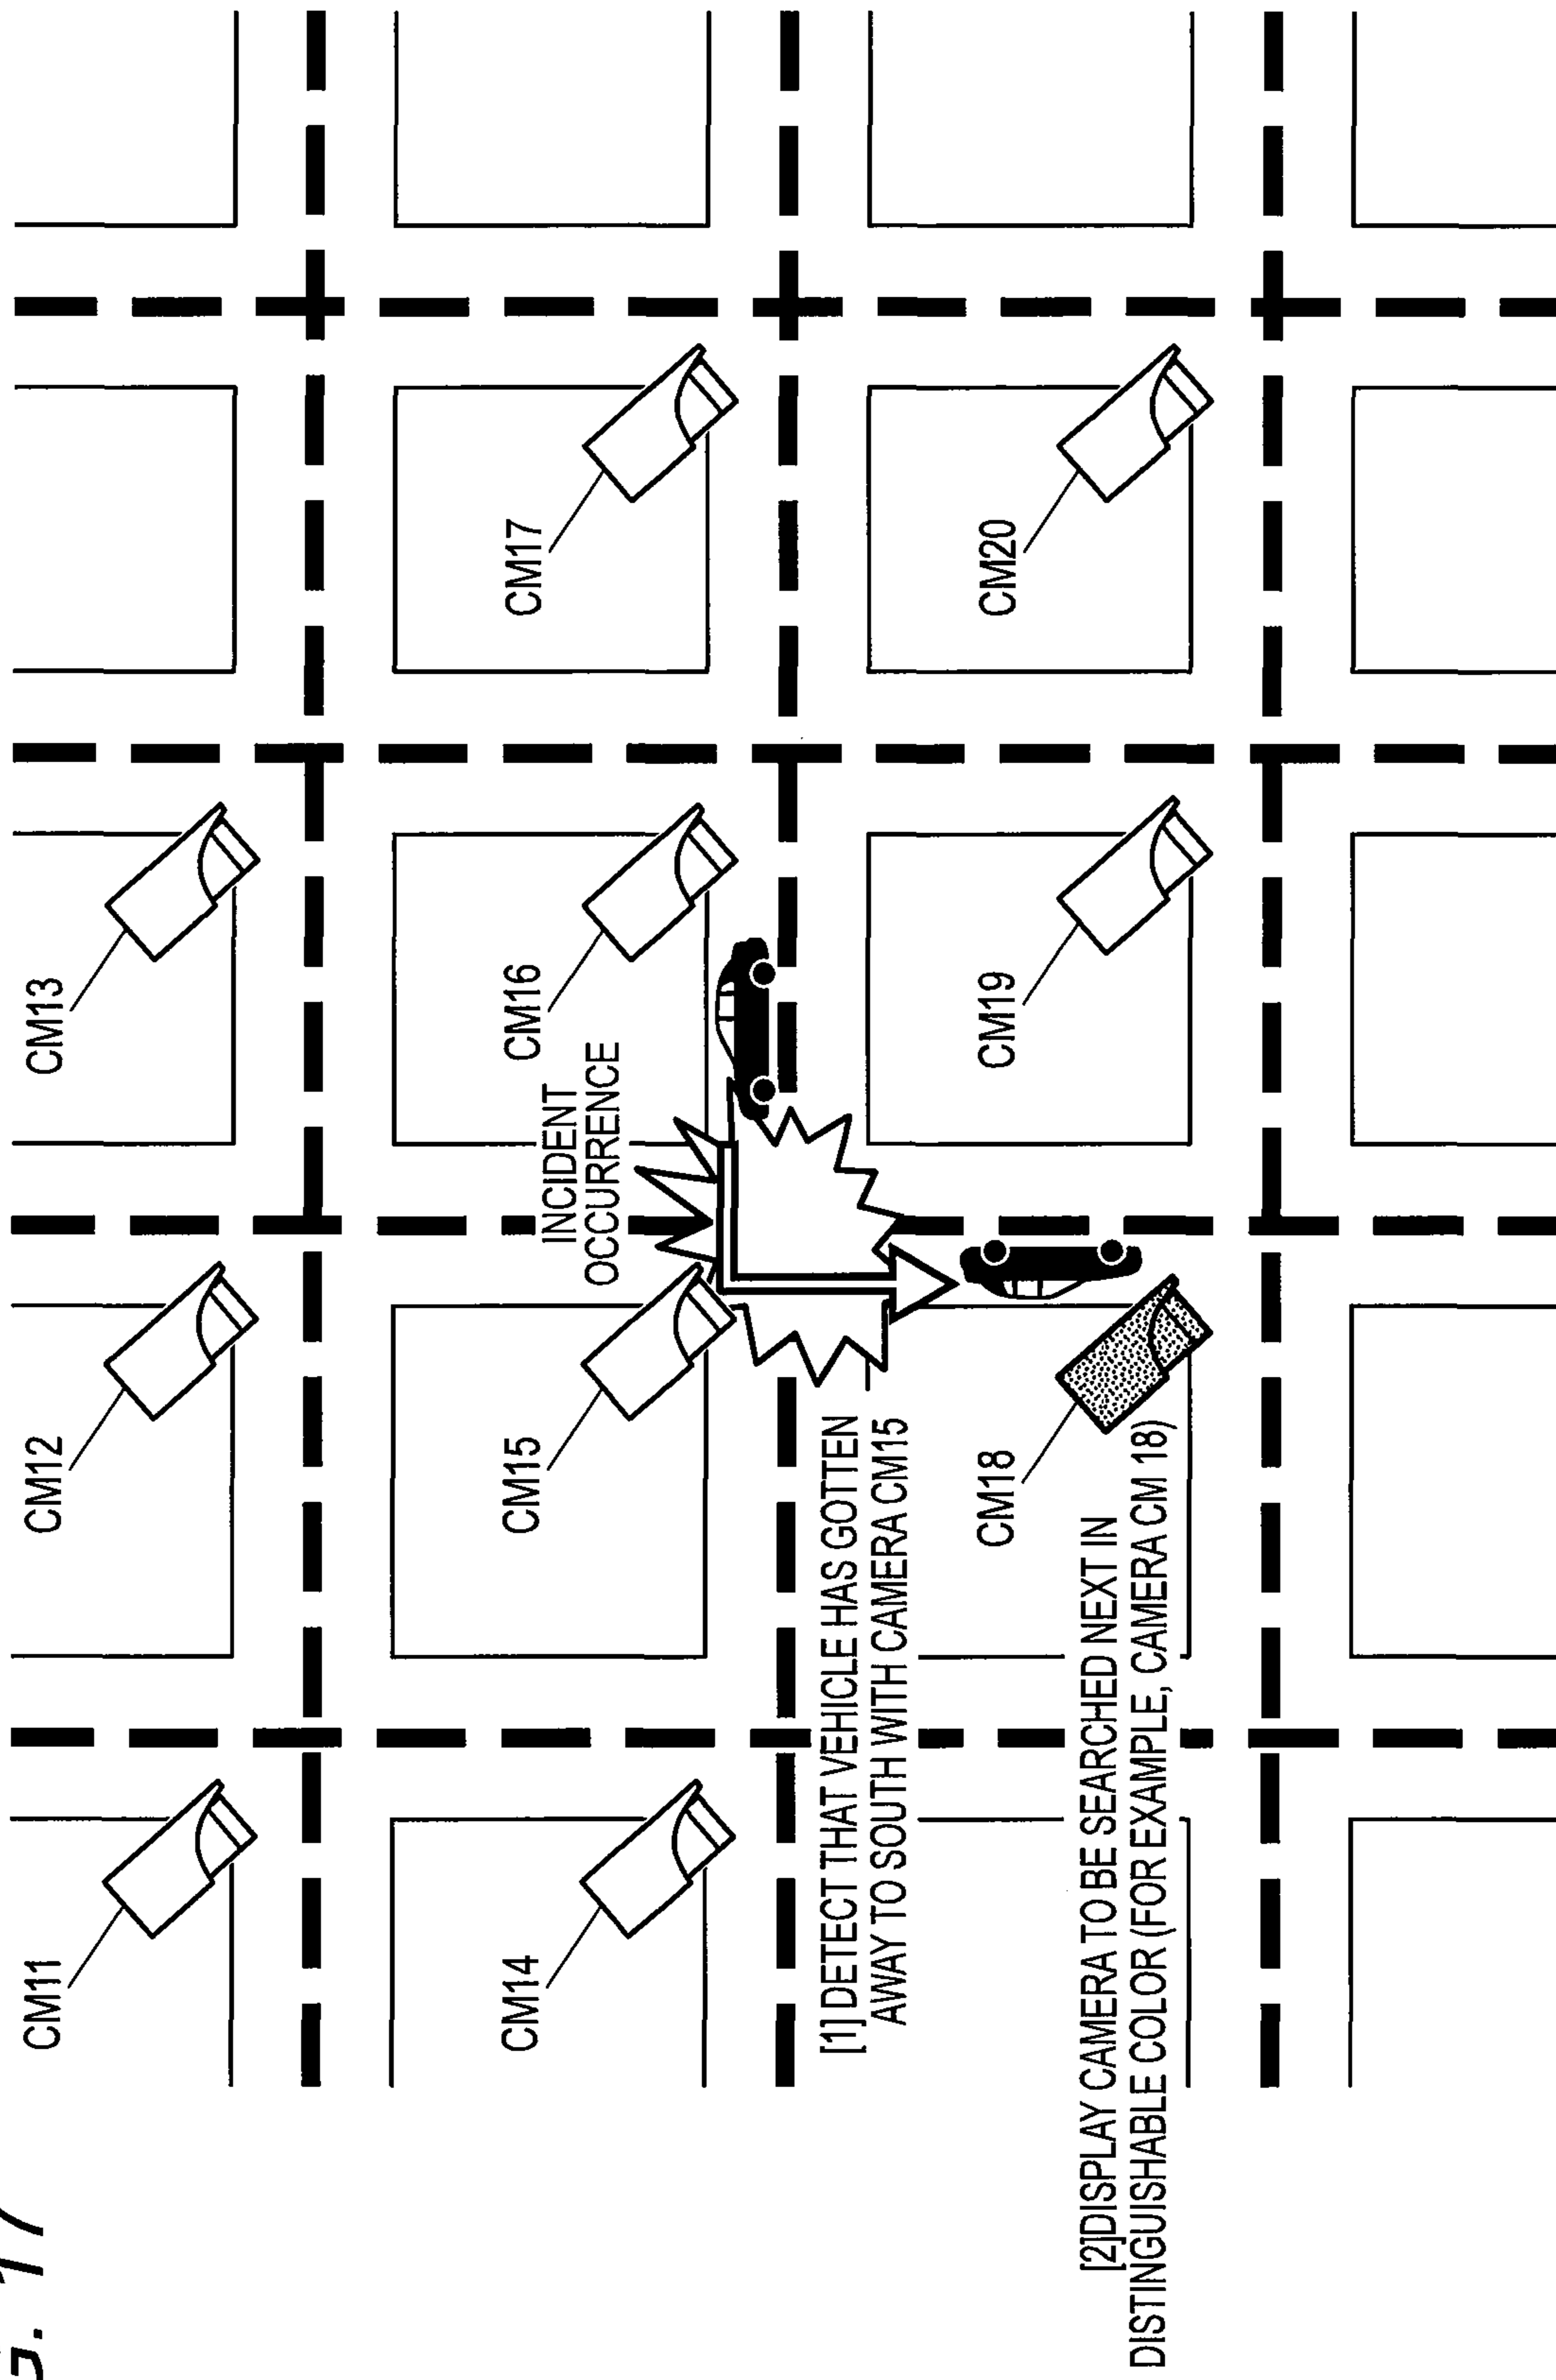 G. 17
CM11
CM12
CM13
CM14
CM15
CM16
CM17
INCIDENT
OCCURRENCE
[1] DETECT THAT VEHICLE HAS GOTTEN
AWAY TO SOUTH WITH CAMERA CM15
CM18
CM19
CM20
[2]DISPLAY CAMERA TO BE SEARCHED NEXT IN
DISTINGUISHABLE COLOR (FOR EXAMPLE, CAMERA CM 18)